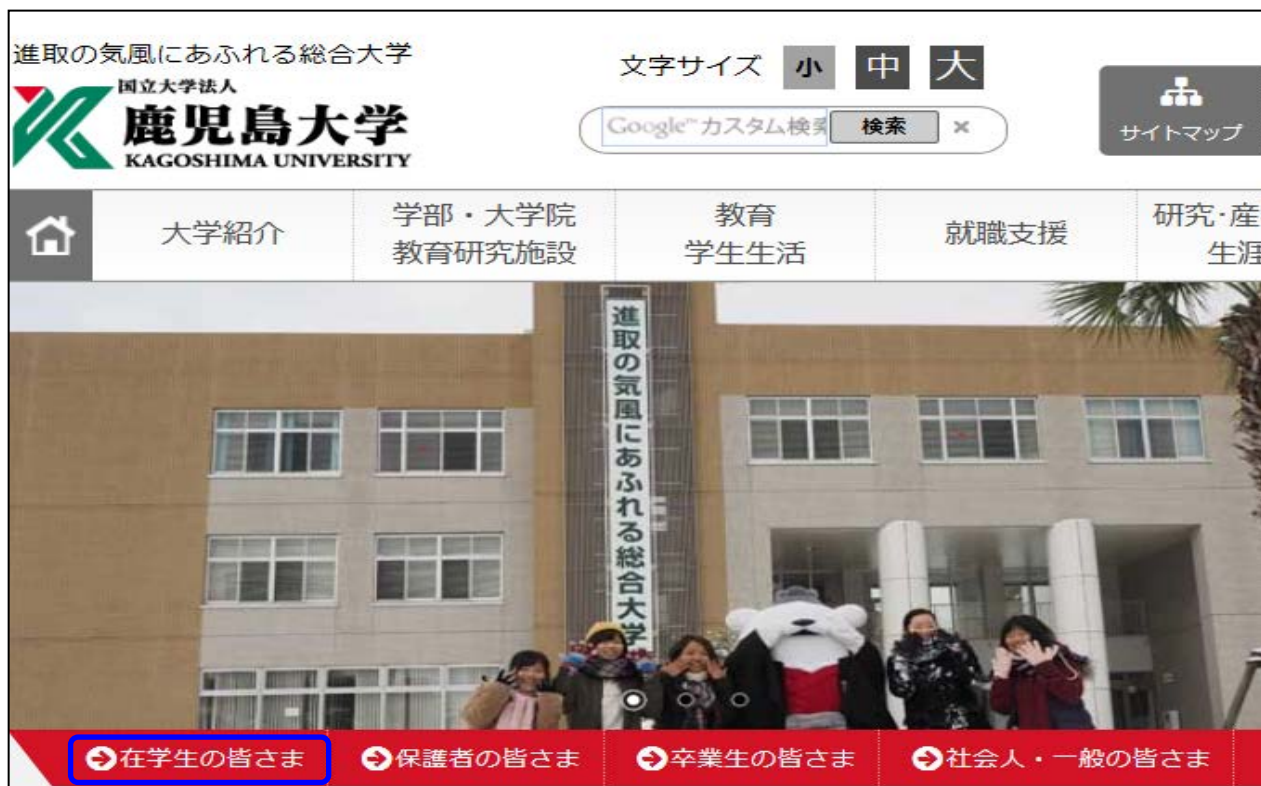 進取の気風にあふれる総合大学
国立大学法人
鹿児島大学
KAGOSHIMA UNIVERSITY
文字サイズ 小 中 大
Google™ カスタム検索 検索 ×
サイトマップ
大学紹介
学部・大学院
教育研究施設
教育
学生生活
就職支援
研究・産
生涯
進取の気風にあふれる総合大学
在学生の皆さま
保護者の皆さま
卒業生の皆さま
社会人・一般の皆さま